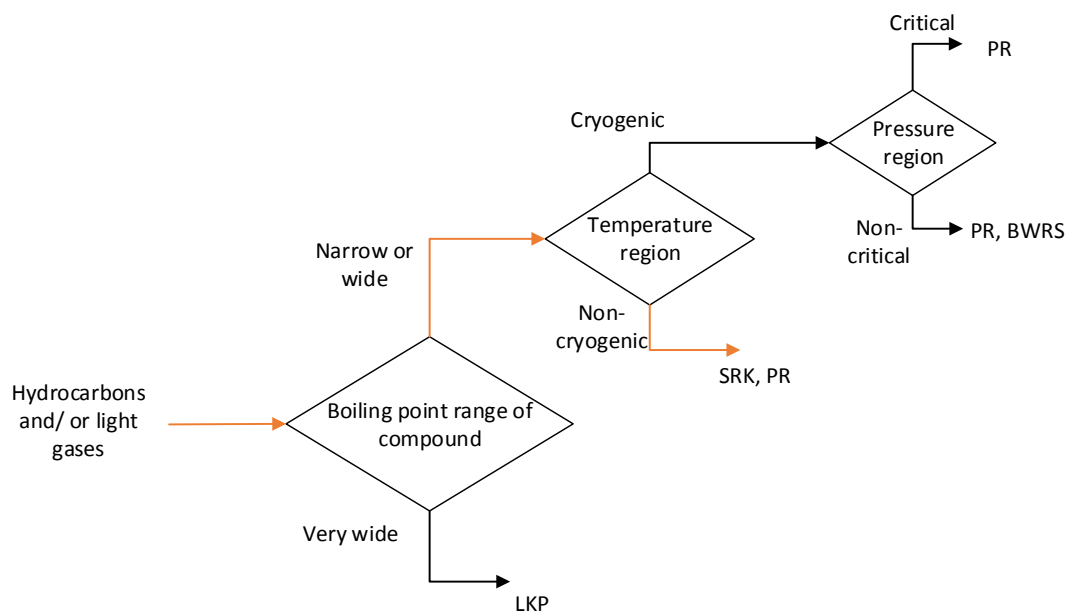 Critical
PR
Pressure
region
Cryogenic
Non-
critical
PR, BWRS
Temperature
region
Narrow or
wide
Non-
cryogenic
SRK, PR
Hydrocarbons
and/ or light
gases
Boiling point range of
compound
Very wide
LKP